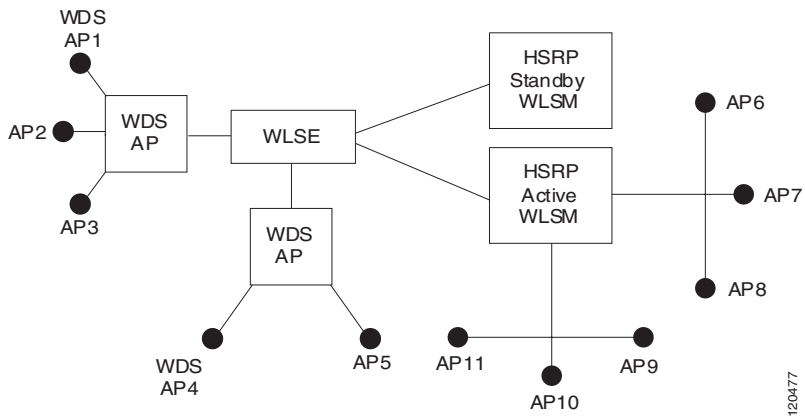 WDS
AP1
AP2
AP3
WDS
AP
WLSE
WDS
AP
WDS
AP4
AP5
HSRP
Standby
WLSM
HSRP
Active
WLSM
AP6
AP7
AP8
AP11
AP10
AP9
120477